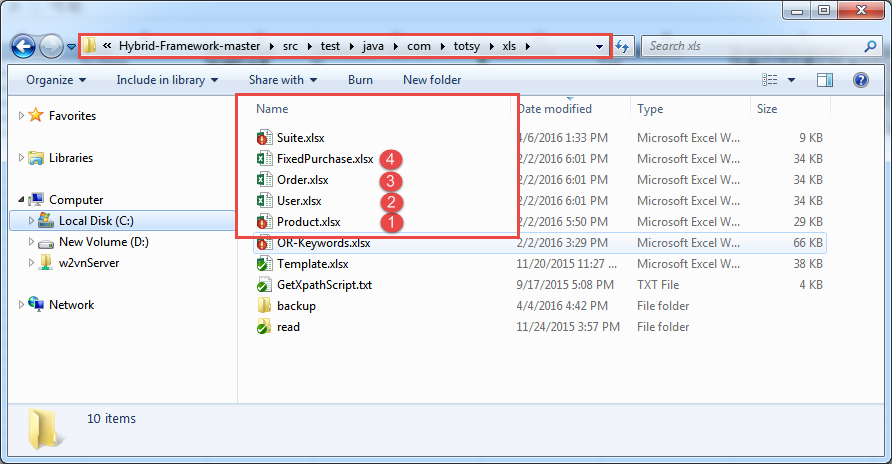 « Hybrid-Framework-master ▸ src ▸ test ▸ java ▸ com ▸ totsy ▸ xls ▸ Search xls
Organize ▾ Include in library ▾ Share with ▾ Burn New folder
Favorites
Libraries
Computer
Local Disk (C:)
New Volume (D:)
w2vnServer
Network
Name Date modified Type Size
Suite.xlsx 4/6/2016 1:33 PM Microsoft Excel W... 9 KB
FixedPurchase.xlsx 4 2/2/2016 6:01 PM Microsoft Excel W... 34 KB
Order.xlsx 3 2/2/2016 6:01 PM Microsoft Excel W... 34 KB
User.xlsx 2 2/2/2016 6:01 PM Microsoft Excel W... 34 KB
Product.xlsx 1 2/2/2016 5:50 PM Microsoft Excel W... 29 KB
OR-Keywords.xlsx 2/2/2016 3:29 PM Microsoft Excel W... 66 KB
Template.xlsx 11/20/2015 11:27 ... Microsoft Excel W... 38 KB
GetXpathScript.txt 9/17/2015 5:08 PM TXT File 4 KB
backup 4/4/2016 4:42 PM File folder
read 11/24/2015 3:57 PM File folder
10 items